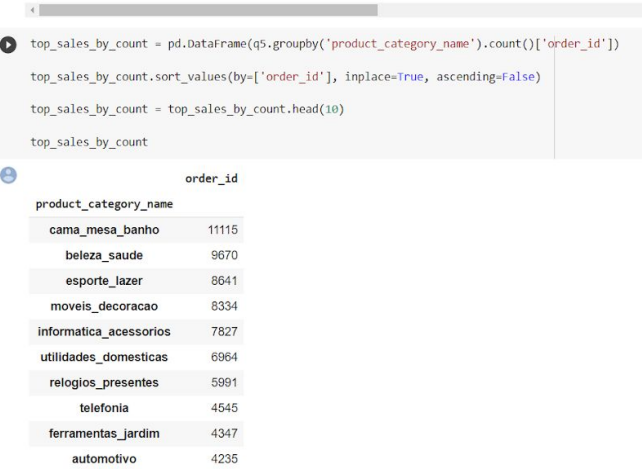 top_sales_by_count = pd.DataFrame(q5.groupby('product_category_name').count()['order_id'])
top_sales_by_count.sort_values(by=['order_id'], inplace=True, ascending=False)
top_sales_by_count = top_sales_by_count.head(10)
top_sales_by_count
order_id
product_category_name
cama_mesa_banho 11115
beleza_saude 9670
esporte_lazer 8641
moveis_decoracao 8334
informatica_acessorios 7827
utilidades_domesticas 6964
relogios_presentes 5991
telefonia 4545
ferramentas_jardim 4347
automotivo 4235